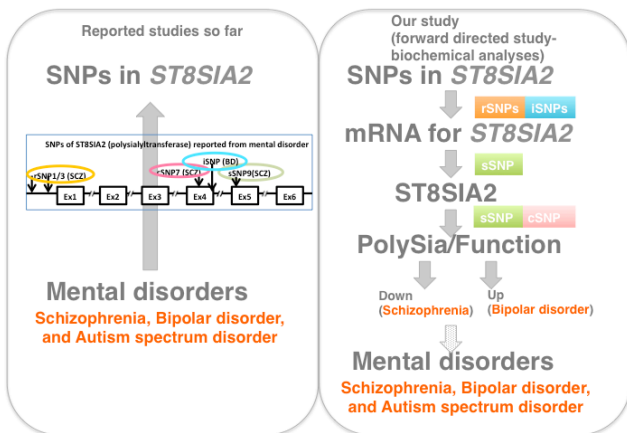 Reported studies so far
SNPs in ST8SIA2
SNPs of ST8SIA2 (polysialyltransferase) reported from mental disorder
iSNP (BD)
rSNP1/3 (SCZ)
cSNP7 (SCZ)
sSNP9(SCZ)
Ex1
Ex2
Ex3
Ex4
Ex5
Ex6
Mental disorders
Schizophrenia, Bipolar disorder,
and Autism spectrum disorder
Our study
(forward directed study-
biochemical analyses)
SNPs in ST8SIA2
rSNPs
iSNPs
mRNA for ST8SIA2
sSNP
ST8SIA2
sSNP
cSNP
PolySia/Function
Down
(Schizophrenia)
Up
(Bipolar disorder)
Mental disorders
Schizophrenia, Bipolar disorder,
and Autism spectrum disorder